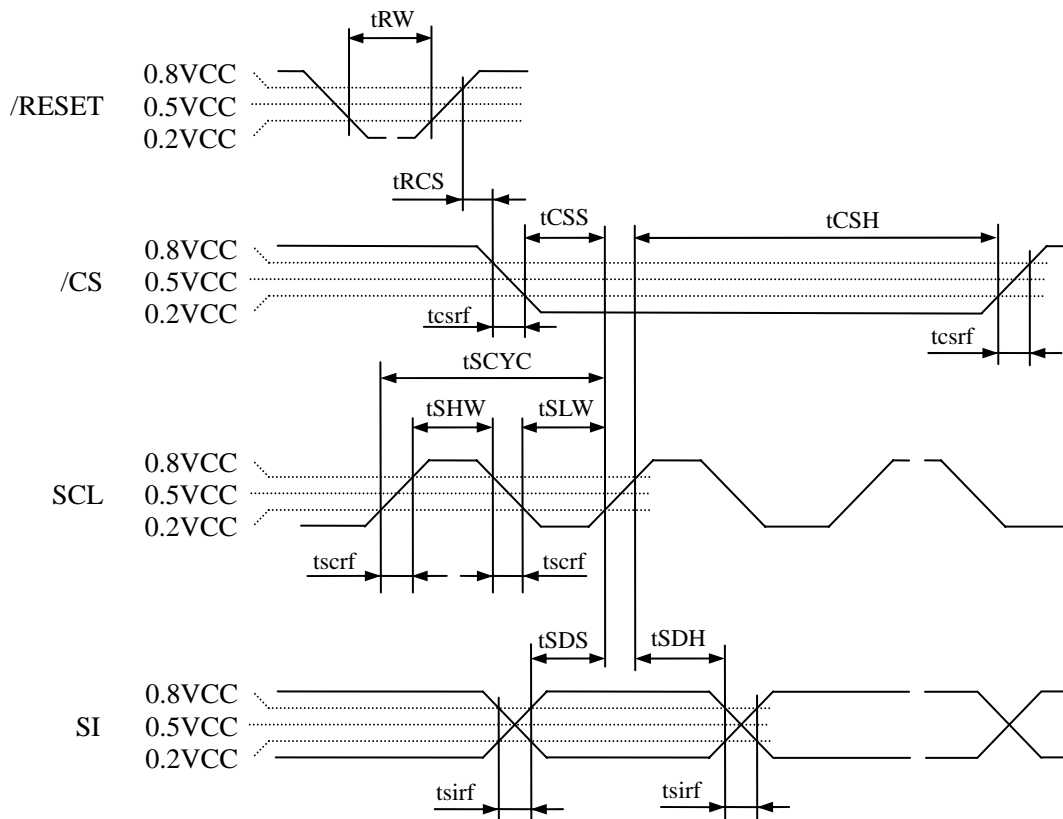 tRW
0.8VCC
/RESET 0.5VCC
0.2VCC
tRCS
tCSS tCSH
0.8VCC
/CS 0.5VCC
0.2VCC
tcsrf tcsrf
tSCYC
tSHW tSLW
0.8VCC
SCL 0.5VCC
0.2VCC
tscrf tscrf
tSDS tSDH
0.8VCC
SI 0.5VCC
0.2VCC
tsirf tsirf